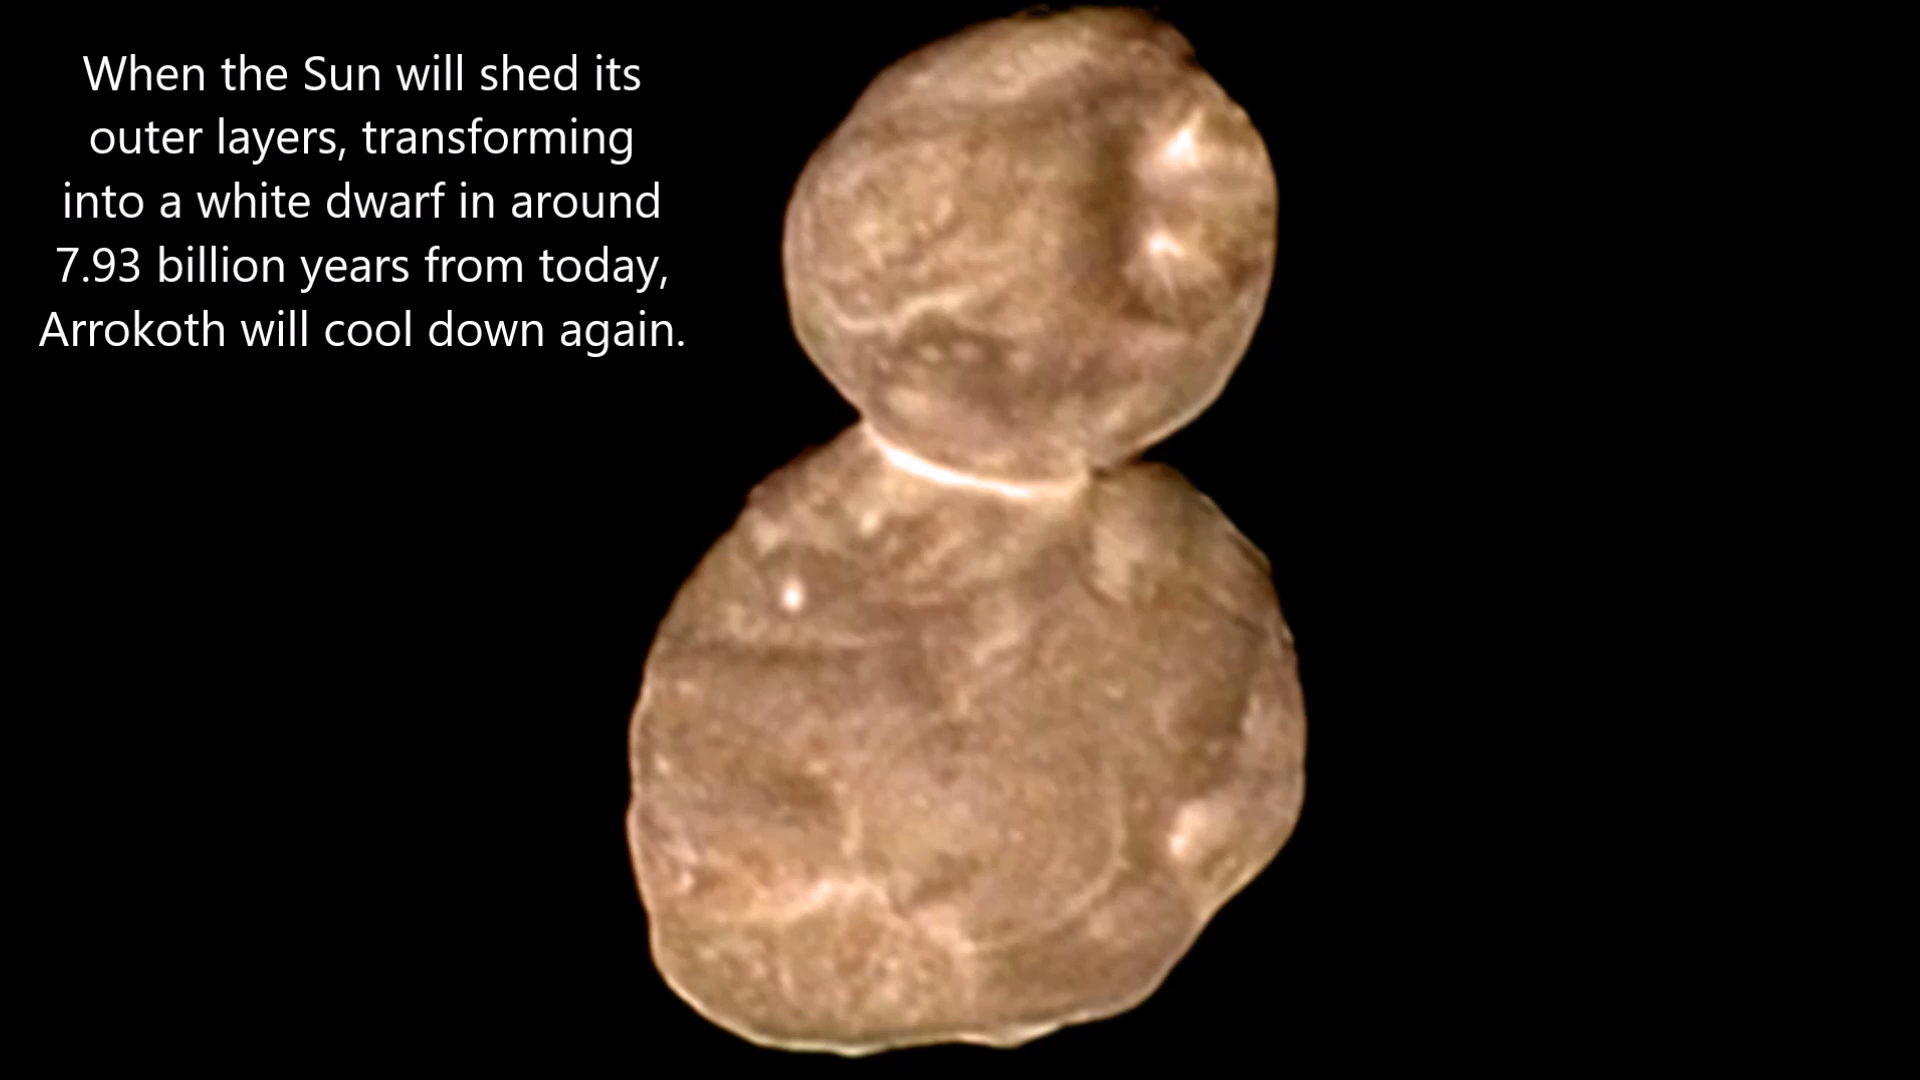 When the Sun will shed its
outer layers, transforming
into a white dwarf in around
7.93 billion years from today,
Arrokoth will cool down again.